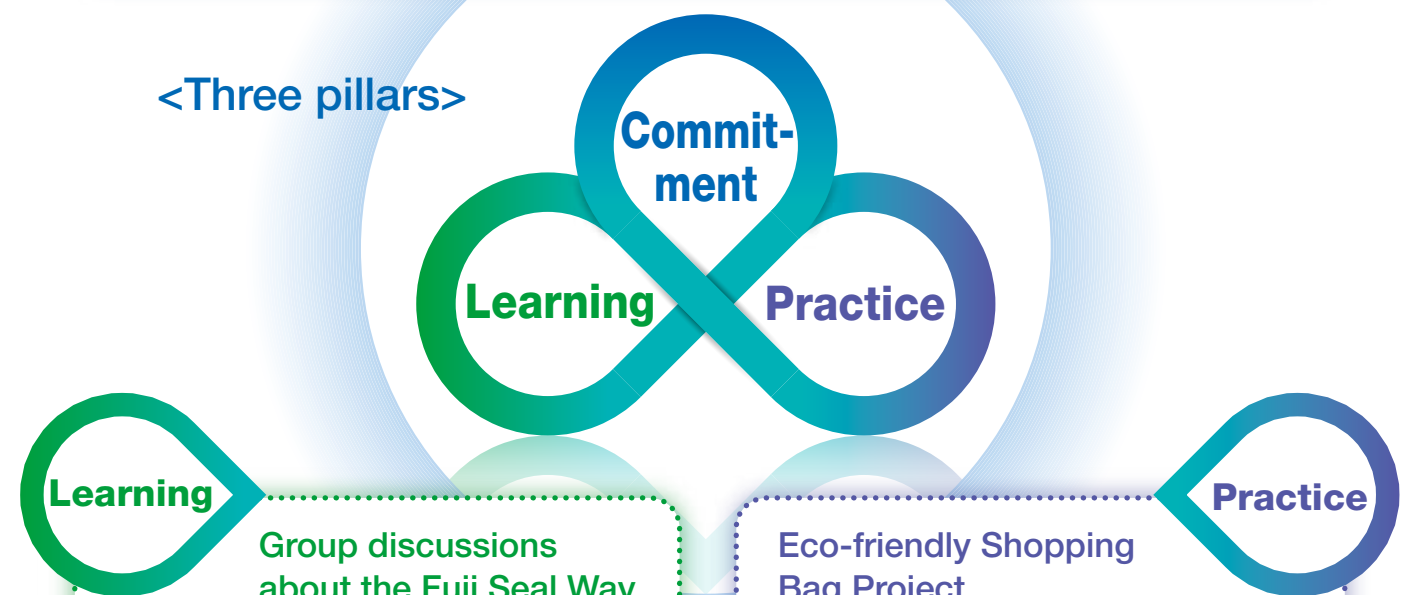 <Three pillars>
Commit-
ment
Learning
Practice
Learning
Practice
Group discussions
about the Fuji Seal Way
Eco-friendly Shopping
Bag Project